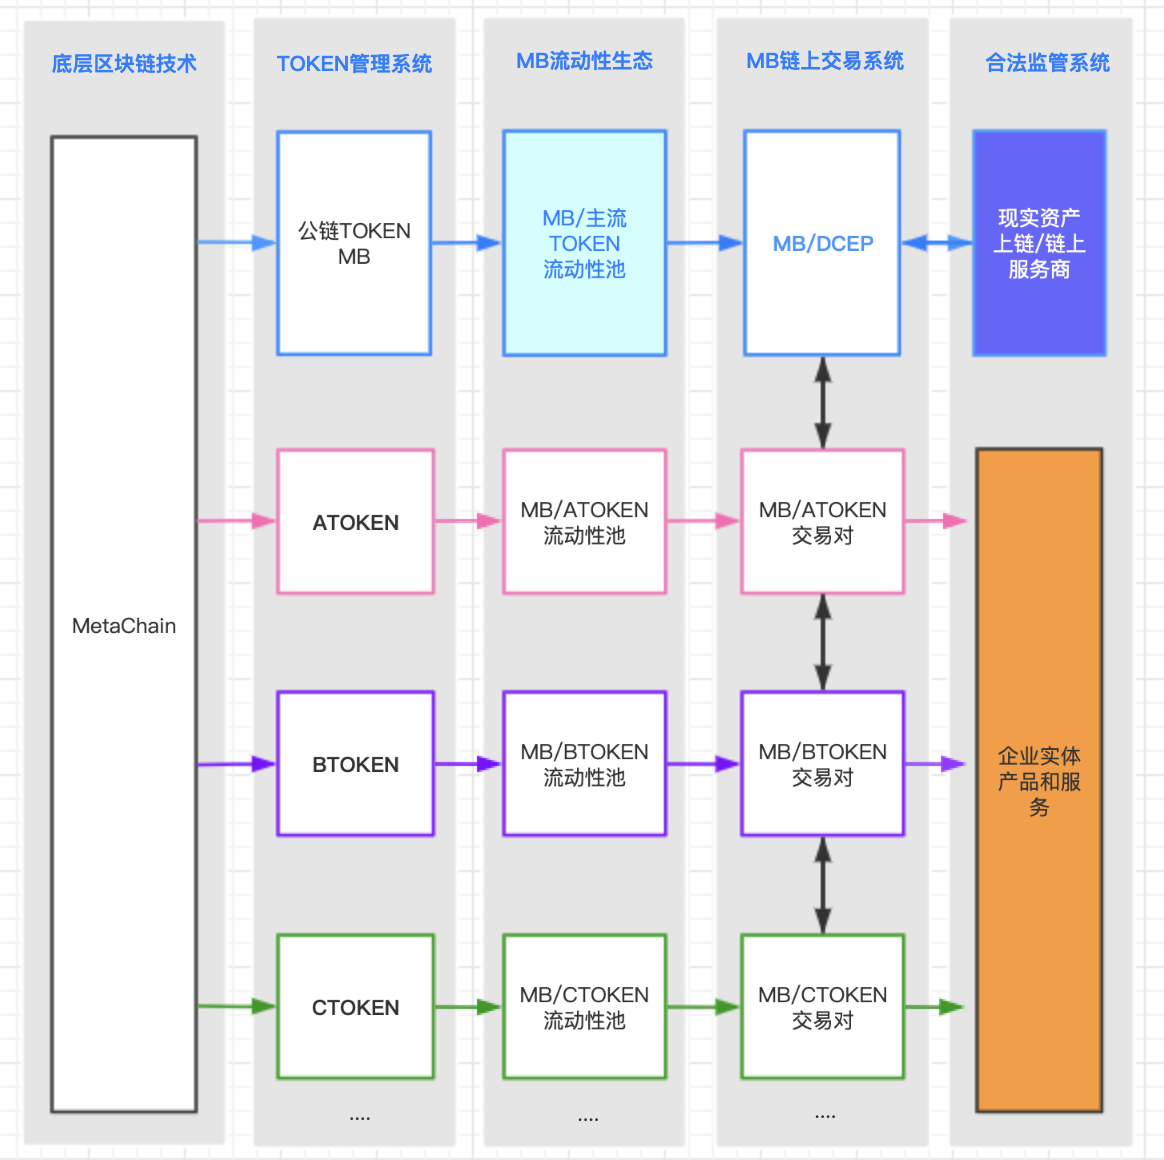 底层区块链技术
TOKEN管理系统
MB流动性生态
MB链上交易系统
合法监管系统
MetaChain
公链TOKEN
MB
MB/主流
TOKEN
流动性池
MB/DCEP
现实资产
上链/链上
服务商
ATOKEN
MB/ATOKEN
流动性池
MB/ATOKEN
交易对
BTOKEN
MB/BTOKEN
流动性池
MB/BTOKEN
交易对
企业实体
产品和服
务
CTOKEN
MB/CTOKEN
流动性池
MB/CTOKEN
交易对
....
....
....